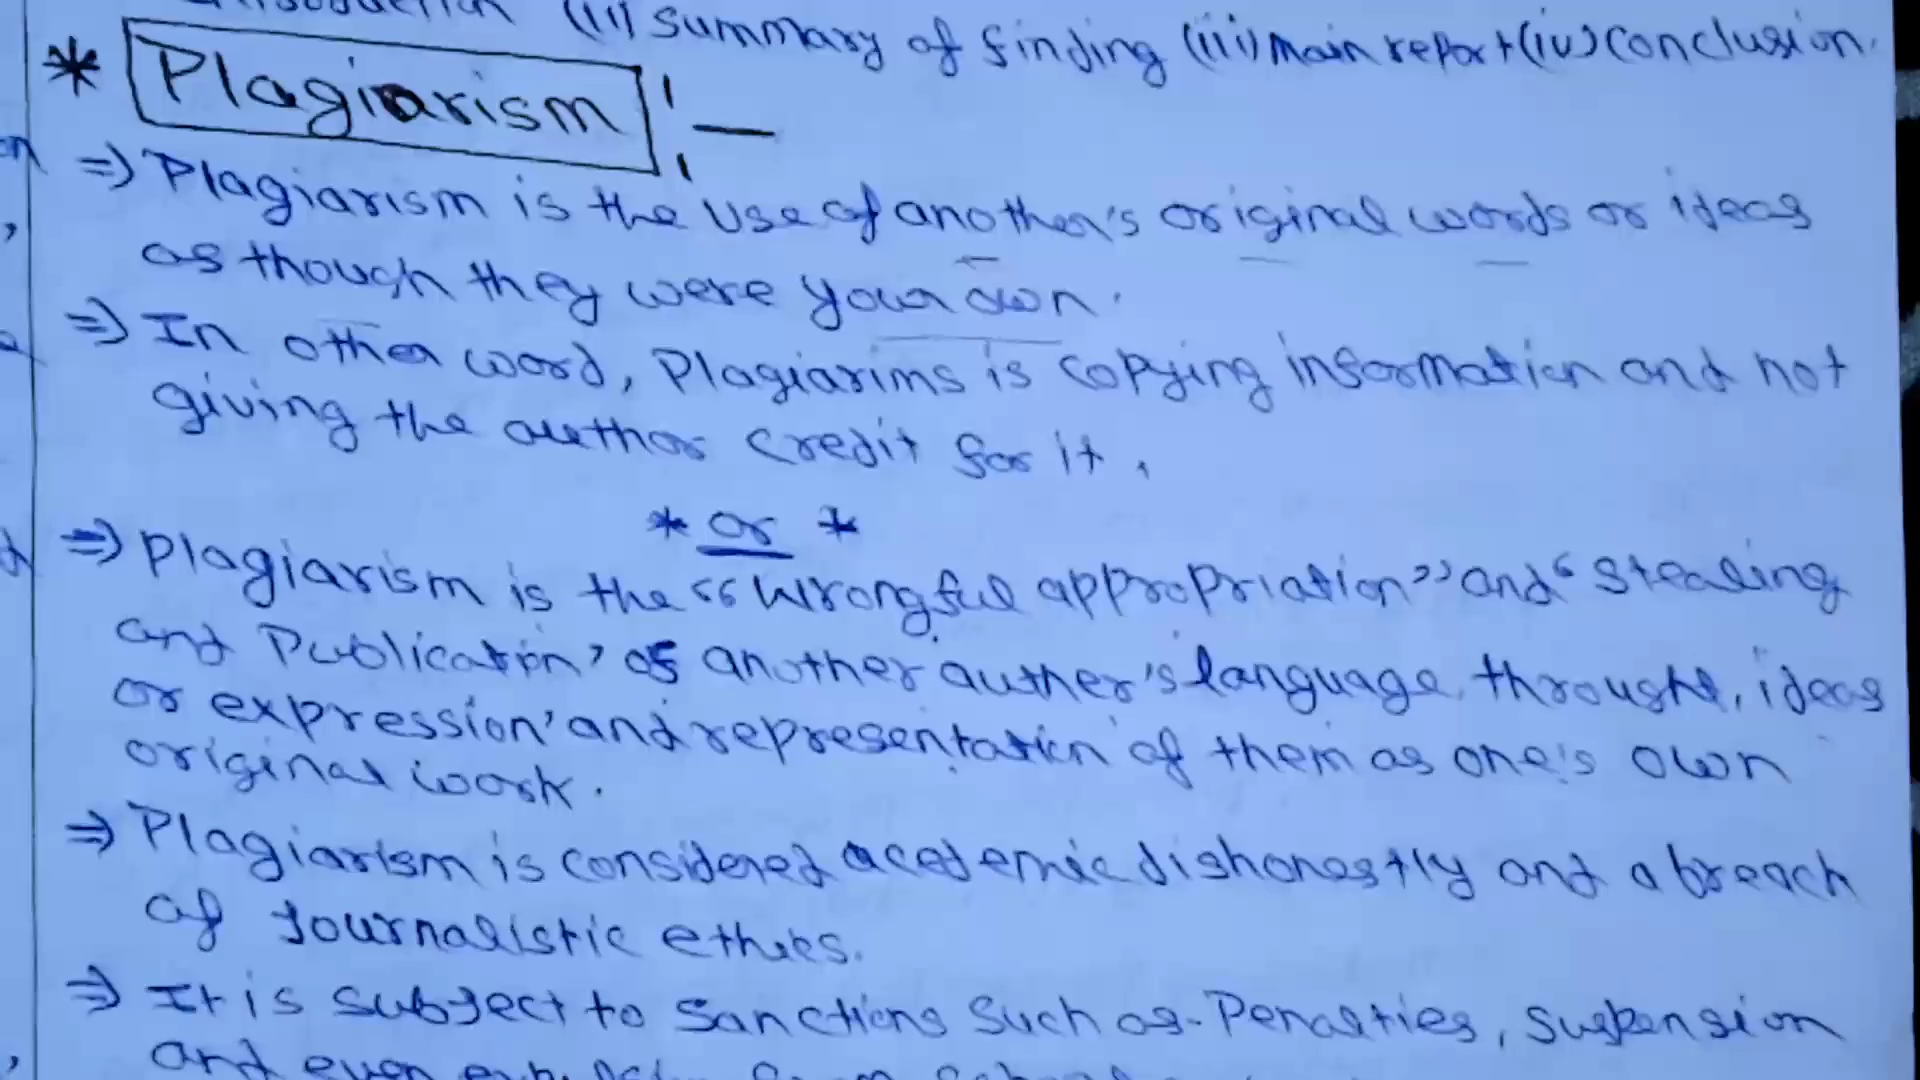 (ii) Summary of finding (iii) main report (iv) Conclusion.
* Plagiarism :-
⇒ Plagiarism is the use of another's original words or ideas
as though they were your own.
⇒ In other word, Plagiarims is copying information and not
giving the author credit for it.
* or *
⇒ Plagiarism is the "wrongful appropriation" and "Stealing
and Publication" of another auther's language, throught, ideas
or expression' and representation of them as one's own
original work.
⇒ Plagiarism is considered academic dishonestly and a breach
of Journalistic ethics.
⇒ It is subject to Sanctions Such as- Penalties, suspension
and even